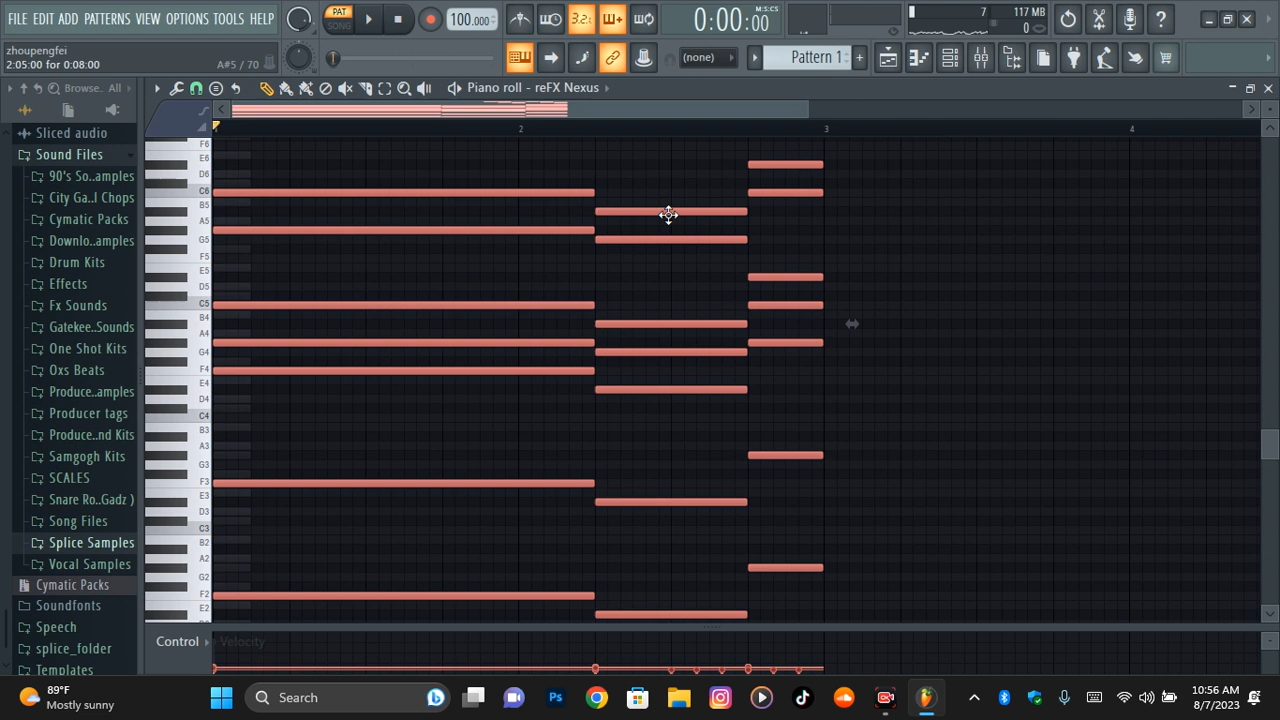 FILE EDIT ADD PATTERNS VIEW OPTIONS TOOLS HELP
PAT
SONG
100.000
3.2
0:00:00
M:S:CS
7
117 MB
0
zhoupengfei
2:05:00 to 0:08:00
A#5 / 70
(none)
Pattern 1
Browse.. All
Piano roll - reFX Nexus
Sliced audio
Sound Files
90's So..amples
City Ga..l Chops
Cymatic Packs
Downlo..amples
Drum Kits
Effects
Fx Sounds
Gatekee..Sounds
One Shot Kits
Oxs Beats
Produce..amples
Producer tags
Produce..nd Kits
Samgogh Kits
SCALES
Snare Ro..Gadz )
Song Files
Splice Samples
Vocal Samples
Cymatic Packs
Soundfonts
Speech
splice_folder
Templates
2
3
4
F6
E6
D6
C6
B5
A5
G5
F5
E5
D5
C5
B4
A4
G4
F4
E4
D4
C4
B3
A3
G3
F3
E3
D3
C3
B2
A2
G2
F2
E2
Control
Velocity
89°F
Mostly sunny
Search
Ps
10:56 AM
8/7/2023